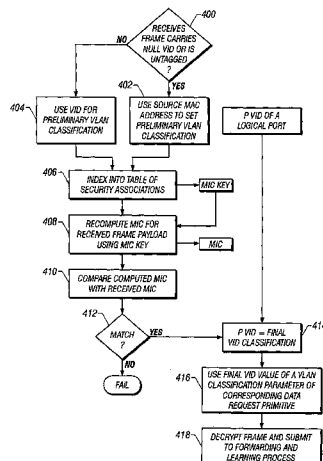 400
RECEIVES
FRAME CARRIES
NULL VID OR IS
UNTAGGED
?
NO
YES
404
USE VID FOR
PRELIMINARY VLAN
CLASSIFICATION
402
USE SOURCE MAC
ADDRESS TO SET
PRELIMINARY VLAN
CLASSIFICATION
P VID OF A
LOGICAL PORT
406
INDEX INTO TABLE OF
SECURITY ASSOCIATIONS
MIC KEY
408
RECOMPUTE MIC FOR
RECEIVED FRAME PAYLOAD
USING MIC KEY
MIC
410
COMPARE COMPUTED MIC
WITH RECEIVED MIC
412
MATCH
?
YES
NO
FAIL
414
P VID = FINAL
VID CLASSIFICATION
416
USE FINAL VID VALUE OF A VLAN
CLASSIFICATION PARAMETER OF
CORRESPONDING DATA
REQUEST PRIMITIVE
418
DECRYPT FRAME AND SUBMIT
TO FORWARDING AND
LEARNING PROCESS